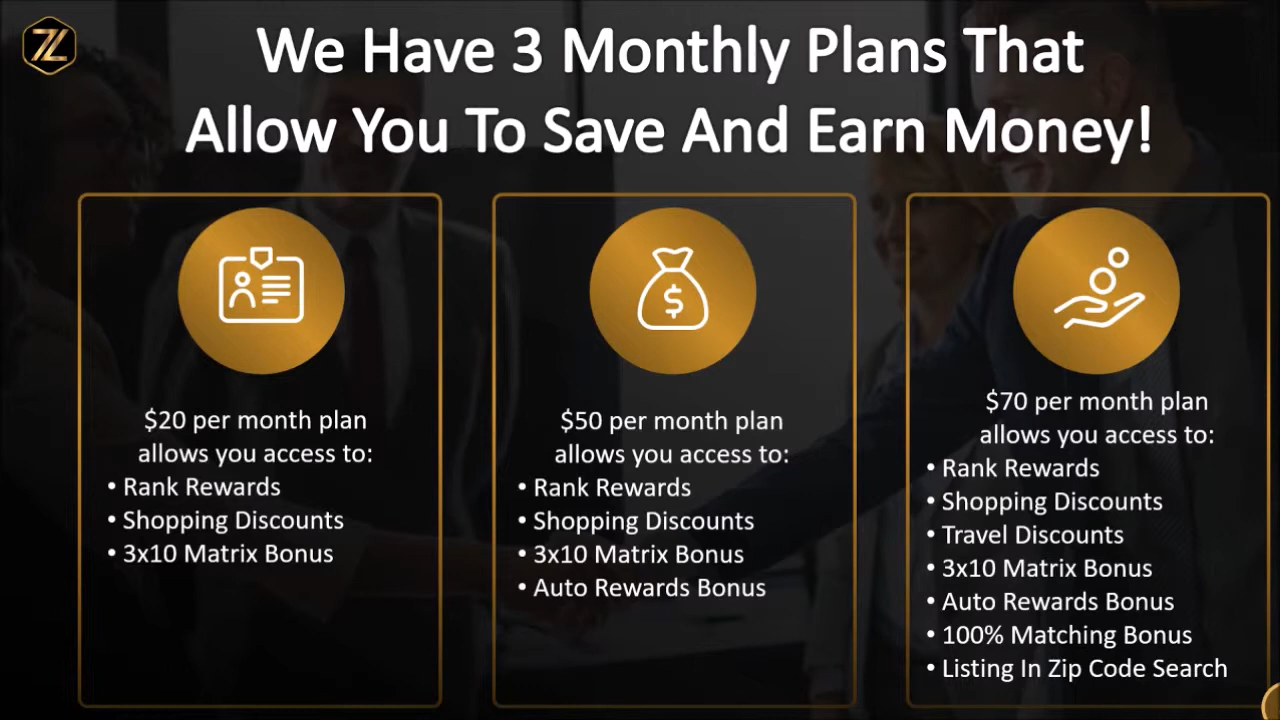 We Have 3 Monthly Plans That
Allow You To Save And Earn Money!
$20 per month plan
allows you access to:
• Rank Rewards
• Shopping Discounts
• 3x10 Matrix Bonus
$50 per month plan
allows you access to:
• Rank Rewards
• Shopping Discounts
• 3x10 Matrix Bonus
• Auto Rewards Bonus
$70 per month plan
allows you access to:
• Rank Rewards
• Shopping Discounts
• Travel Discounts
• 3x10 Matrix Bonus
• Auto Rewards Bonus
• 100% Matching Bonus
• Listing In Zip Code Search